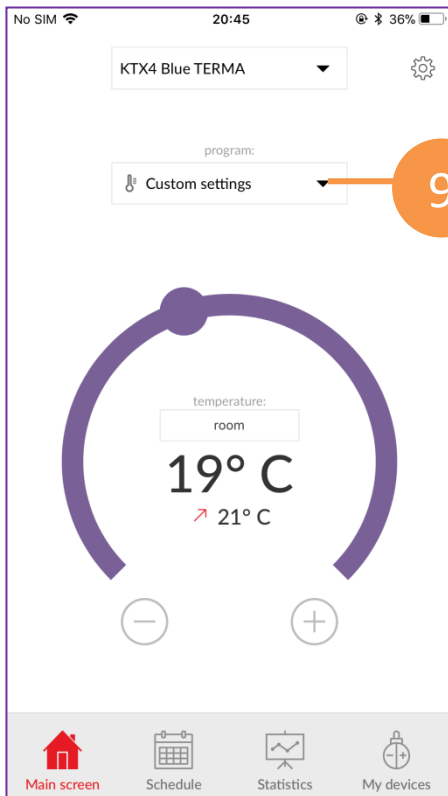 No SIM 20:45 36%
KTX4 Blue TERMA
program:
Custom settings
9
temperature:
room
19° C
21° C
Main screen Schedule Statistics My devices